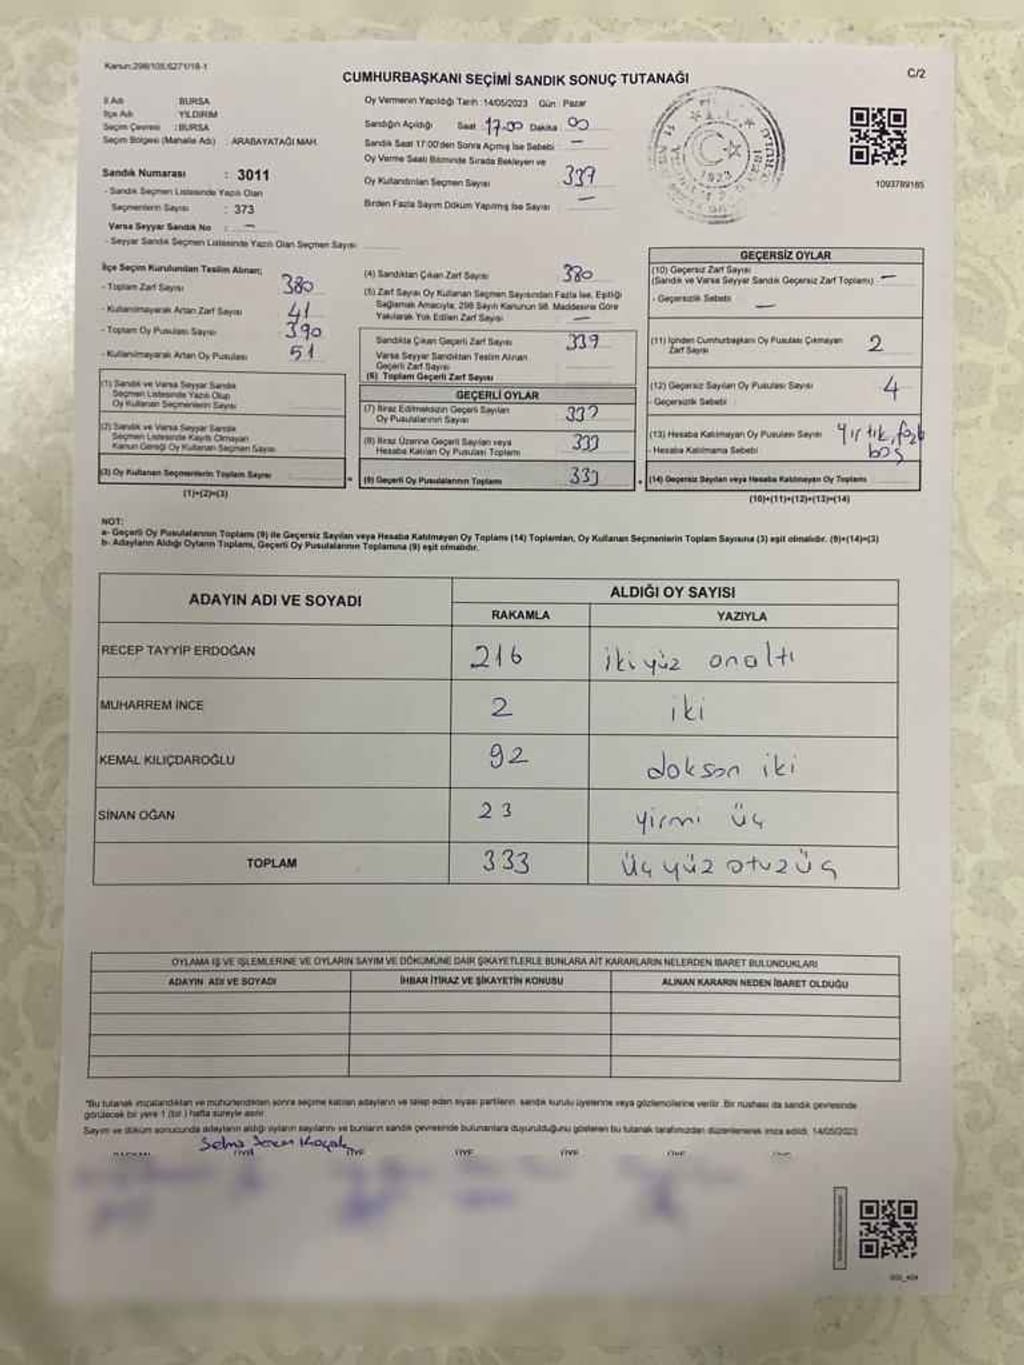 Kanun:298/105,6271/18-1
CUMHURBAŞKANI SEÇİMİ SANDIK SONUÇ TUTANAĞI
C/2
İl Adı : BURSA
İlçe Adı : YILDIRIM
Seçim Çevresi : BURSA
Seçim Bölgesi (Mahalle Adı) : ARABAYATAĞI MAH.
Sandık Numarası : 3011
- Sandık Seçmen Listesinde Yazılı Olan
Seçmenlerin Sayısı : 373
Varsa Seyyar Sandık No : —
- Seyyar Sandık Seçmen Listesinde Yazılı Olan Seçmen Sayısı
Oy Vermenin Yapıldığı Tarih :14/05/2023 Gün : Pazar
Sandığın Açıldığı Saat 17:00 Dakika 00
Sandık Saat 17:00'den Sonra Açmış İse Sebebi —
Oy Verme Saati Bitiminde Sırada Bekleyen ve
Oy Kullandırılan Seçmen Sayısı 339
Birden Fazla Sayım Döküm Yapılmış İse Sayısı —
T.C.
1923
1093789185
İlçe Seçim Kurulundan Teslim Alınan;
- Toplam Zarf Sayısı 380
- Kullanılmayarak Artan Zarf Sayısı 41
- Toplam Oy Pusulası Sayısı 390
- Kullanılmayarak Artan Oy Pusulası 51
(1) Sandık ve Varsa Seyyar Sandık
Seçmen Listesinde Yazılı Olup
Oy Kullanan Seçmenlerin Sayısı
(2) Sandık ve Varsa Seyyar Sandık
Seçmen Listesinde Kayıtlı Olmayan
Kanun Gereği Oy Kullanan Seçmen Sayısı
(3) Oy Kullanan Seçmenlerin Toplam Sayısı
(1)+(2)=(3)
(4) Sandıktan Çıkan Zarf Sayısı 380
(5) Zarf Sayısı Oy Kullanan Seçmen Sayısından Fazla İse, Eşitliği
Sağlamak Amacıyla; 298 Sayılı Kanunun 98. Maddesine Göre
Yakılarak Yok Edilen Zarf Sayısı —
Sandıkta Çıkan Geçerli Zarf Sayısı 339
Varsa Seyyar Sandıktan Teslim Alınan
Geçerli Zarf Sayısı
(6) Toplam Geçerli Zarf Sayısı
GEÇERLİ OYLAR
(7) İtiraz Edilmeksizin Geçerli Sayılan
Oy Pusulalarının Sayısı 333
(8) İtiraz Üzerine Geçerli Sayılan veya
Hesaba Katılan Oy Pusulası Toplamı 333
(9) Geçerli Oy Pusulalarının Toplamı 333
GEÇERSİZ OYLAR
(10) Geçersiz Zarf Sayısı
(Sandık ve Varsa Seyyar Sandık Geçersiz Zarf Toplamı) —
- Geçersizlik Sebebi —
(11) İçinden Cumhurbaşkanı Oy Pusulası Çıkmayan
Zarf Sayısı 2
(12) Geçersiz Sayılan Oy Pusulası Sayısı 4
- Geçersizlik Sebebi
(13) Hesaba Katılmayan Oy Pusulası Sayısı Yırtık,
- Hesaba Katılmama Sebebi boş
(14) Geçersiz Sayılan veya Hesaba Katılmayan Oy Toplamı
(10)+(11)+(12)+(13)=(14)
NOT:
a- Geçerli Oy Pusulalarının Toplamı (9) ile Geçersiz Sayılan veya Hesaba Katılmayan Oy Toplamı (14) Toplamları, Oy Kullanan Seçmenlerin Toplam Sayısına (3) eşit olmalıdır. (9)+(14)=(3)
b- Adayların Aldığı Oyların Toplamı, Geçerli Oy Pusulalarının Toplamına (9) eşit olmalıdır.
ADAYIN ADI VE SOYADI
ALDIĞI OY SAYISI
RAKAMLA YAZIYLA
RECEP TAYYİP ERDOĞAN 216 ikiyüz onaltı
MUHARREM İNCE 2 iki
KEMAL KILIÇDAROĞLU 92 doksan iki
SİNAN OĞAN 23 yirmi üç
TOPLAM 333 üçyüz otuzüç
OYLAMA İŞ VE İŞLEMLERİNE VE OYLARIN SAYIM VE DÖKÜMÜNE DAİR ŞİKAYETLERLE BUNLARA AİT KARARLARIN NELERDEN İBARET BULUNDUKLARI
ADAYIN ADI VE SOYADI İHBAR İTİRAZ VE ŞİKAYETİN KONUSU ALINAN KARARIN NEDEN İBARET OLDUĞU
*Bu tutanak imzalandıktan ve mühürlendikten sonra seçime katılan adayların ve talep eden siyasi partilerin sandık kurulu üyelerine veya gözlemcilerine verilir. Bir nüshası da sandık çevresinde
görülecek bir yere 1 (bir ) hafta süreyle asılır.
Sayım ve döküm sonucunda adayların aldığı oyların sayılarını ve bunların sandık çevresinde bulunanlara duyurulduğunu gösteren bu tutanak tarafımızdan düzenlenerek imza edildi. 14/05/2023
ÜYE ÜYE ÜYE ÜYE ÜYE